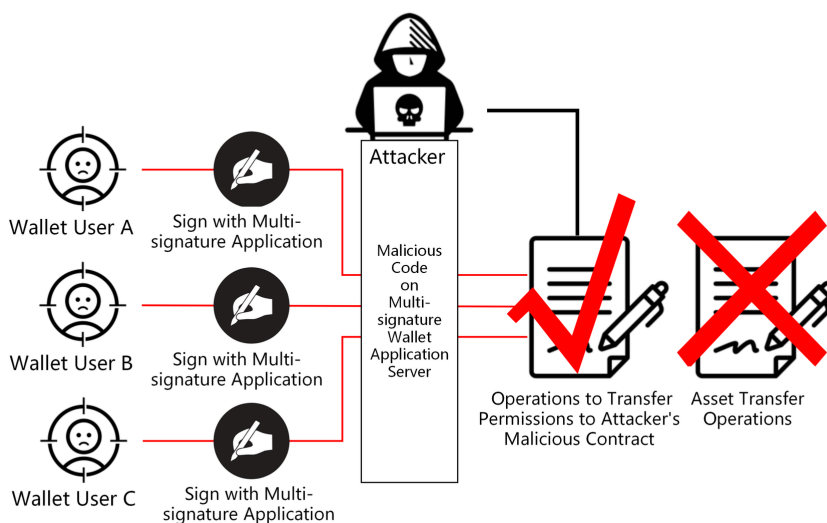 Attacker
Wallet User A
Sign with Multi-
signature Application
Malicious
Code
on
Multi-
signature
Wallet
Application
Server
Wallet User B
Sign with Multi-
signature Application
Operations to Transfer
Permissions to Attacker's
Malicious Contract
Asset Transfer
Operations
Wallet User C
Sign with Multi-
signature Application